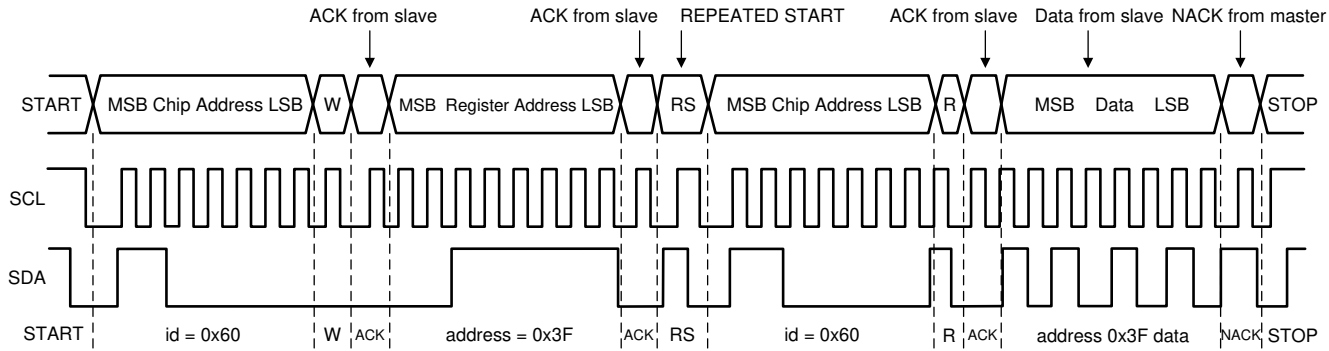 ACK from slave ACK from slave REPEATED START ACK from slave Data from slave NACK from master
START MSB Chip Address LSB W MSB Register Address LSB RS MSB Chip Address LSB R MSB Data LSB STOP
SCL
SDA
START id = 0x60 W ACK address = 0x3F ACK RS id = 0x60 R ACK address 0x3F data NACK STOP